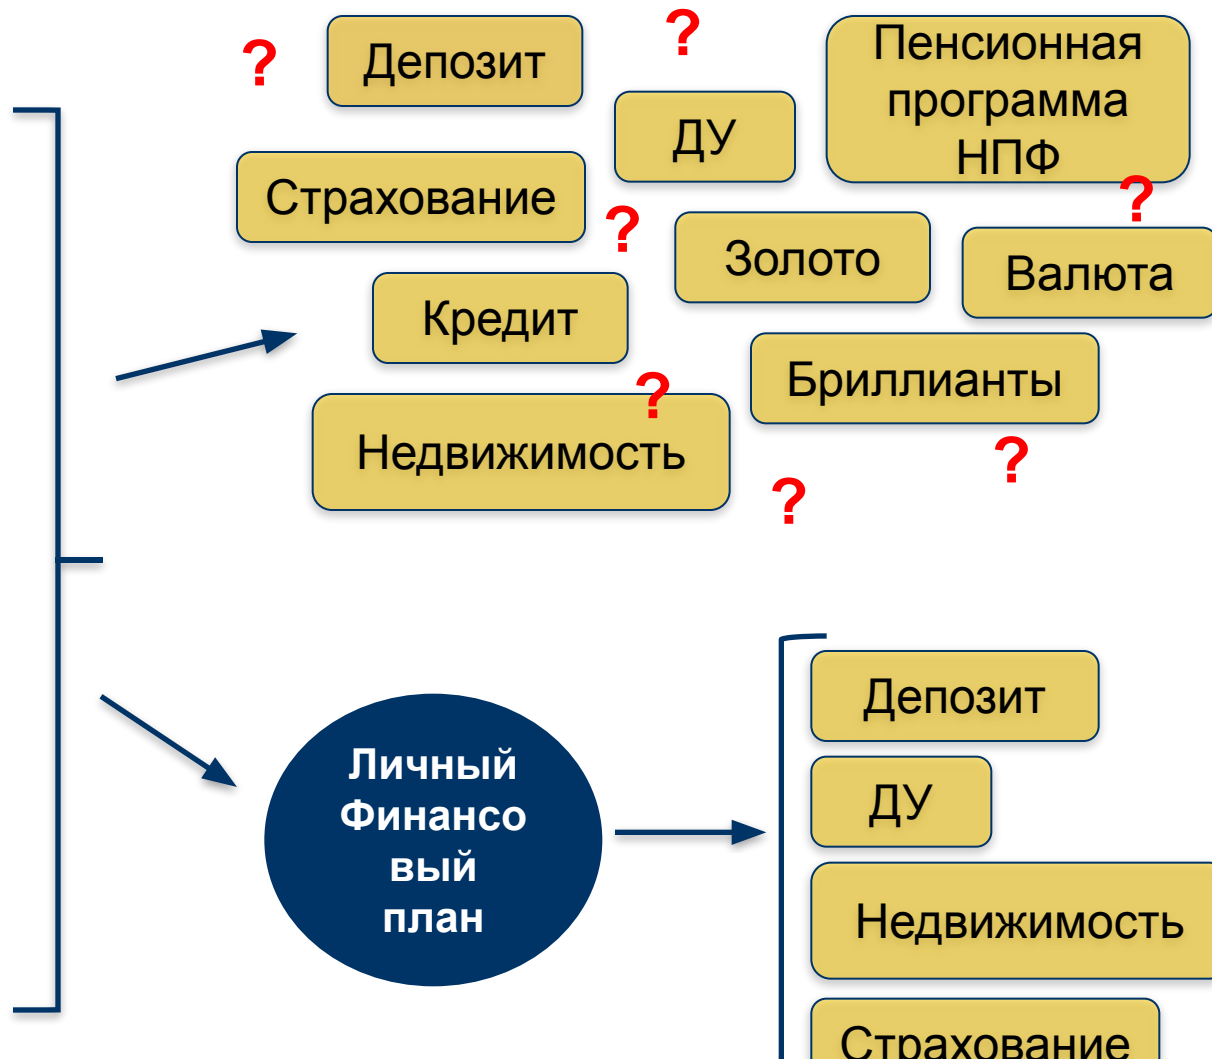 ?
Депозит
?
Пенсионная
программа
НПФ
ДУ
Страхование
?
?
Золото
Валюта
Кредит
Бриллианты
?
Недвижимость
?
?
Личный
Финансо
вый
план
Депозит
ДУ
Недвижимость
Страхование